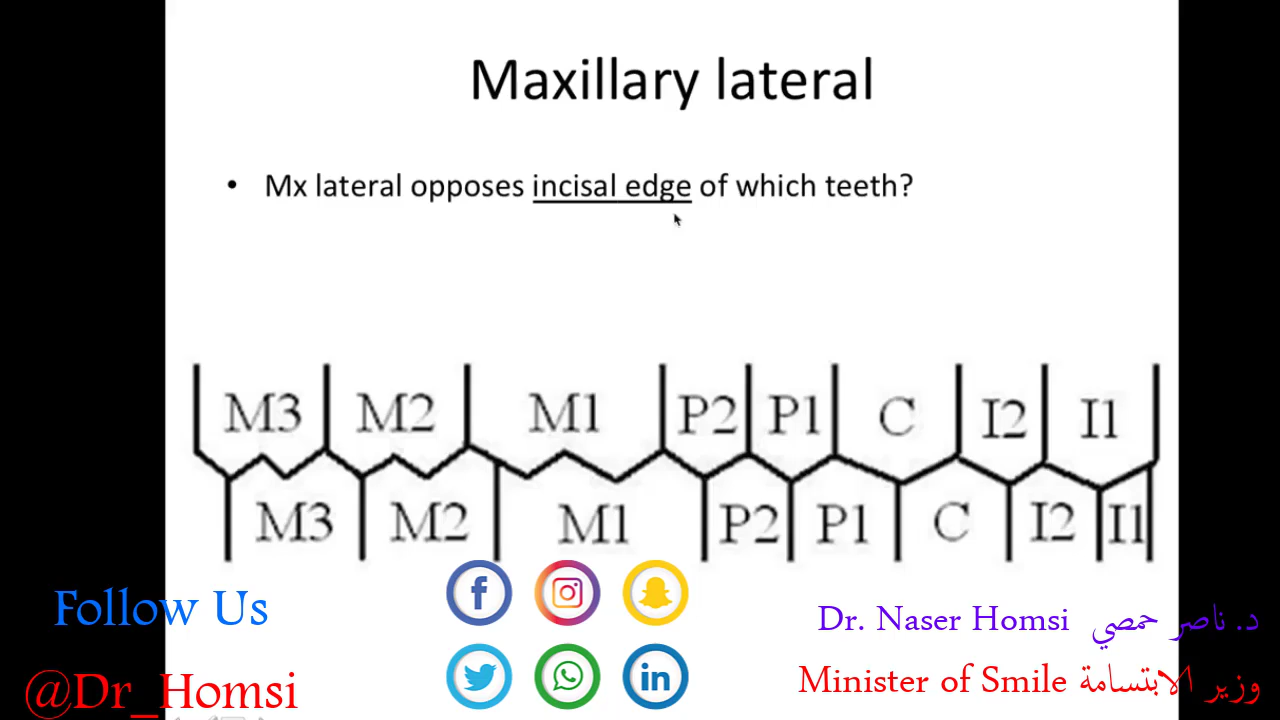 Maxillary lateral
• Mx lateral opposes incisal edge of which teeth?
M3 M2 M1 P2 P1 C I2 I1
M3 M2 M1 P2 P1 C I2 I1
Follow Us
@Dr_Homsi
Dr. Naser Homsi د. ناصر حمصي
Minister of Smile وزير الابتسامة